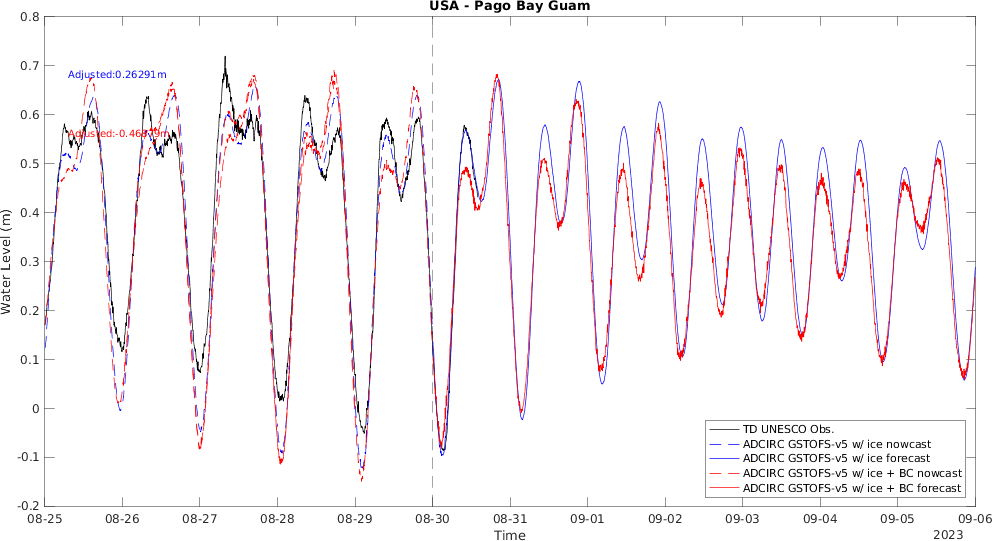 USA - Pago Bay Guam
0.8
0.7
0.6
0.5
0.4
0.3
0.2
0.1
0
-0.1
-0.2
Water Level (m)
Adjusted:0.26291m
08-25 08-26 08-27 08-28 08-29 08-30 08-31 09-01 09-02 09-03 09-04 09-05 09-06
Time
2023
TD UNESCO Obs.
ADCIRC GSTOFS-v5 w/ ice nowcast
ADCIRC GSTOFS-v5 w/ ice forecast
ADCIRC GSTOFS-v5 w/ ice + BC nowcast
ADCIRC GSTOFS-v5 w/ ice + BC forecast